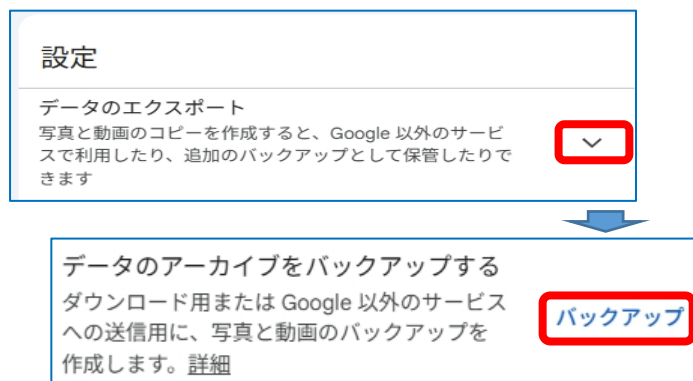 設定
データのエクスポート
写真と動画のコピーを作成すると、Google 以外のサービ
スで利用したり、追加のバックアップとして保管したりで
きます
データのアーカイブをバックアップする
ダウンロード用または Google 以外のサービス
への送信用に、写真と動画のバックアップを
作成します。詳細
バックアップ